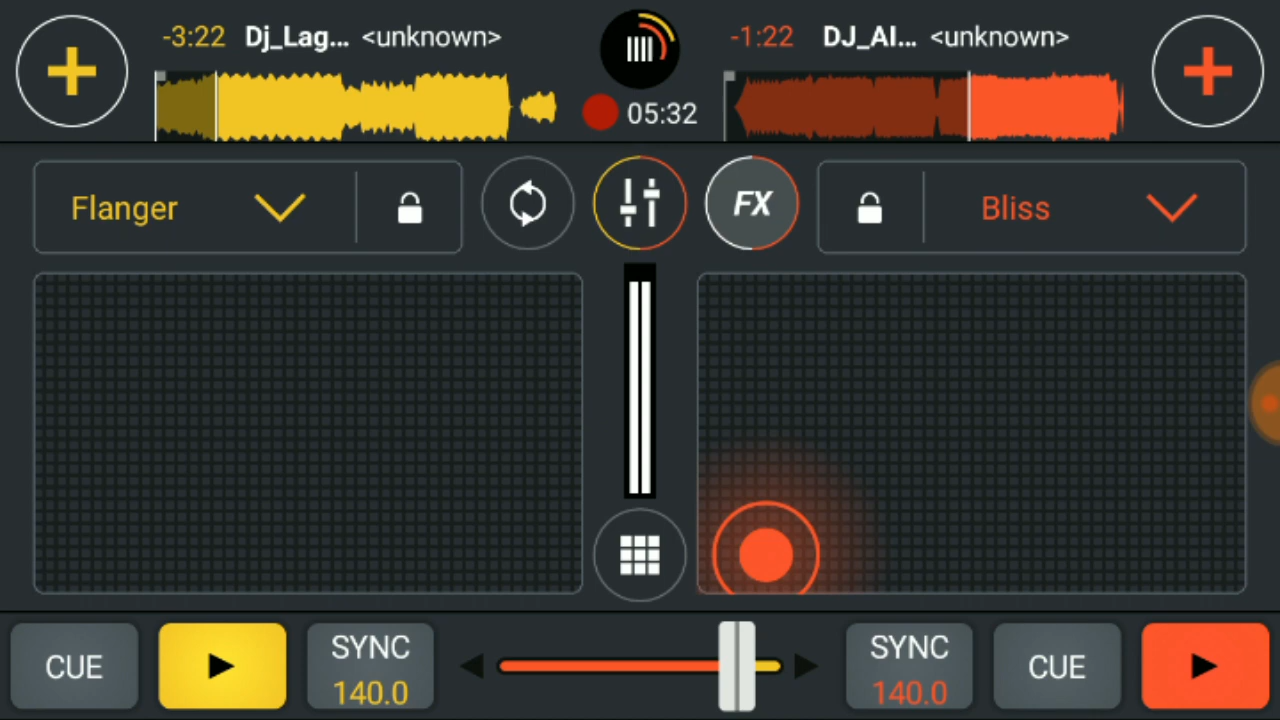 -3:22 Dj_Lag... <unknown>
-1:22 DJ_Al... <unknown>
05:32
Flanger
FX
Bliss
CUE
SYNC
140.0
SYNC
140.0
CUE